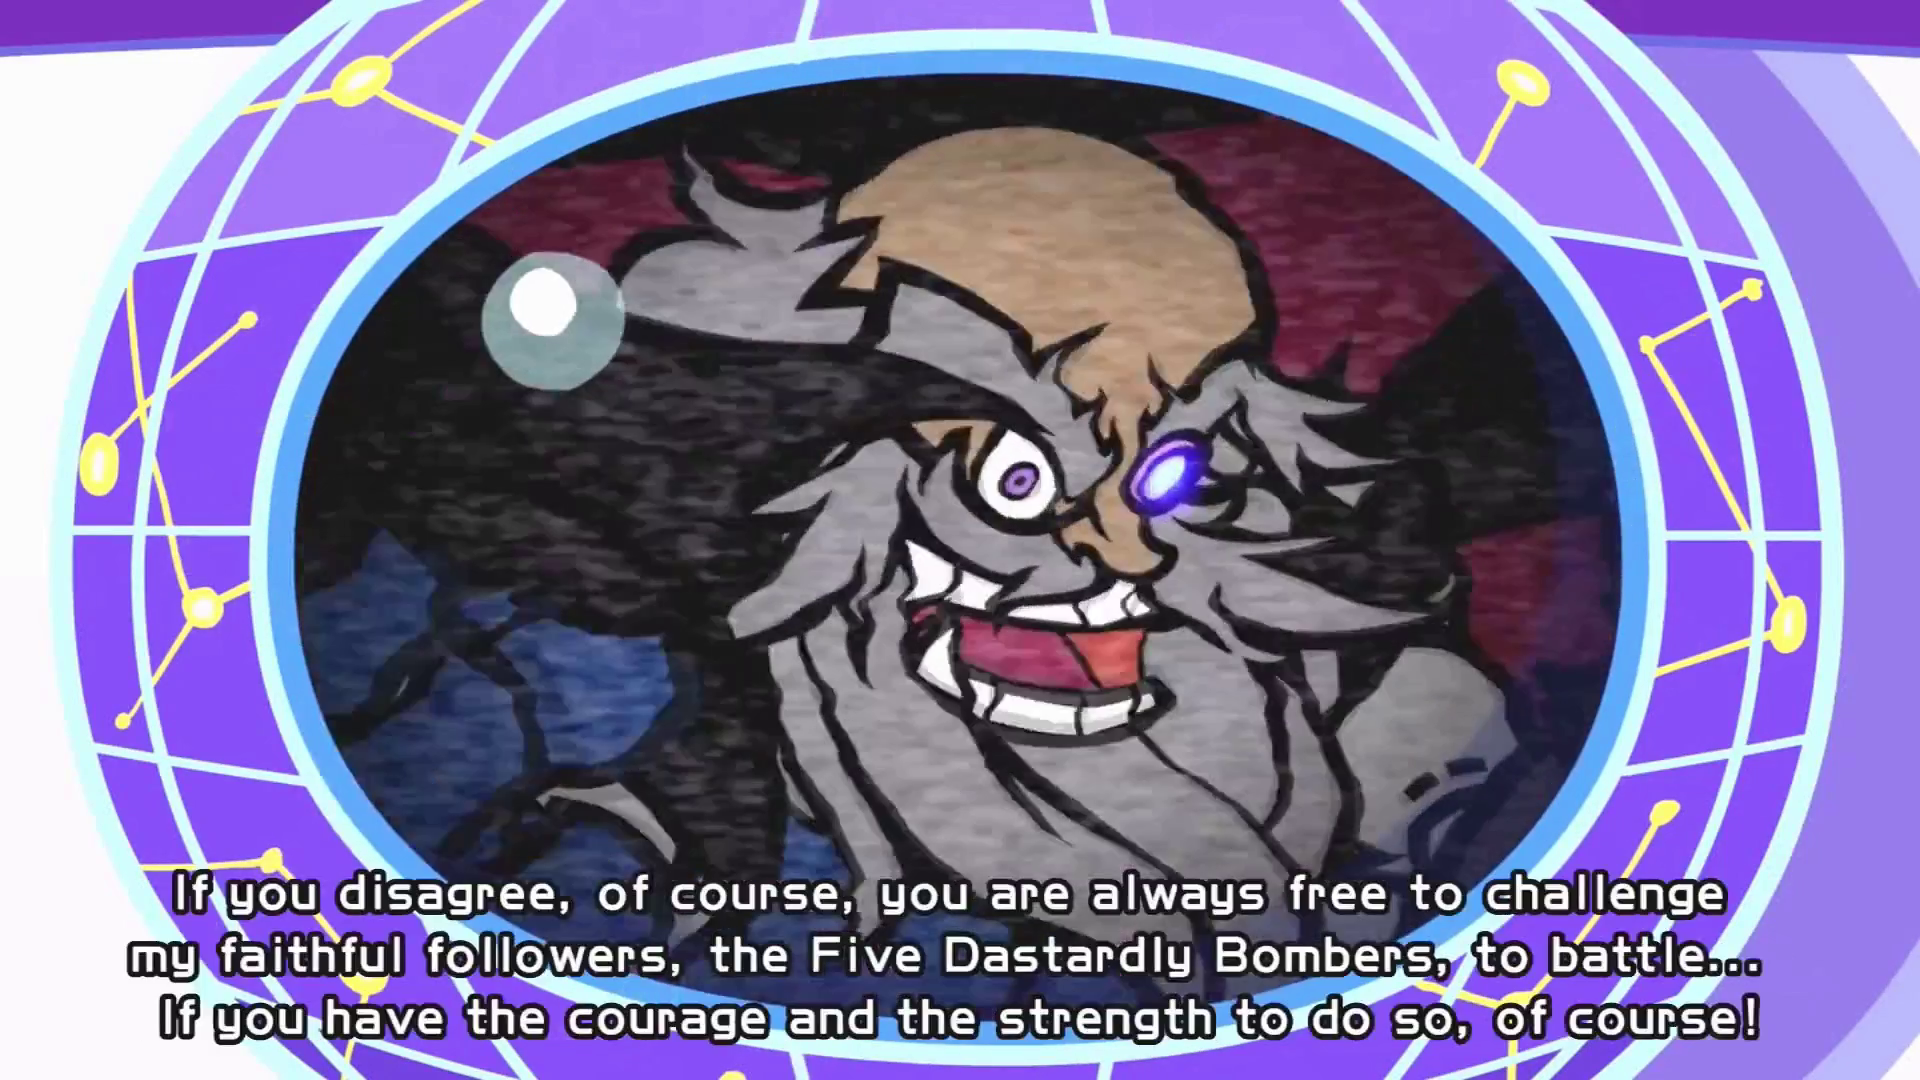 If you disagree, of course, you are always free to challenge
my faithful followers, the Five Dastardly Bombers, to battle...
If you have the courage and the strength to do so, of course!